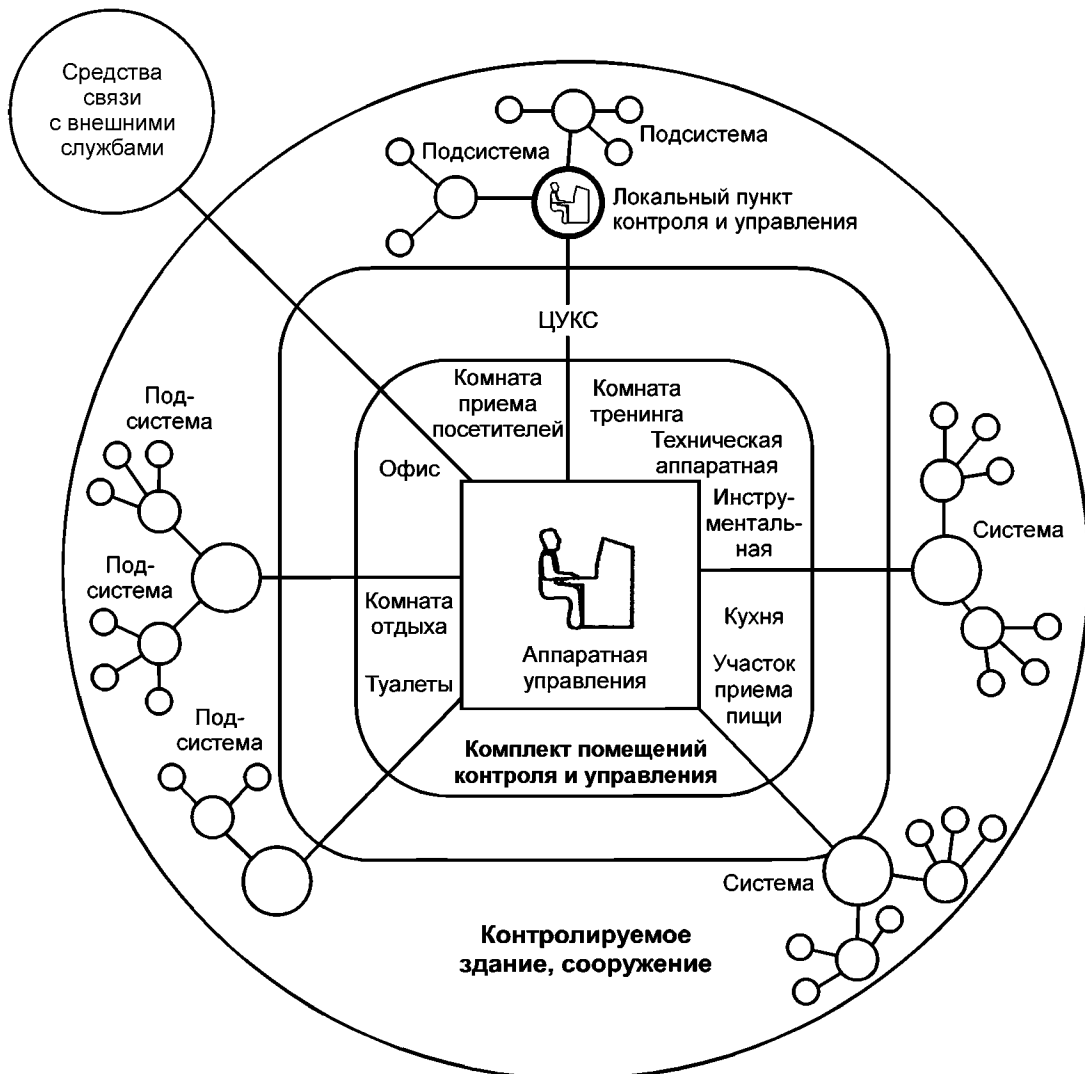 Средства
связи
с внешними
службами
Подсистема
Подсистема
Локальный пункт
контроля и управления
ЦУКС
Комната
приема
посетителей
Комната
тренинга
Техническая
аппаратная
Офис
Инстру-
менталь-
ная
Под-
система
Под-
система
Система
Комната
отдыха
Туалеты
Аппаратная
управления
Кухня
Участок
приема
пищи
Под-
система
Комплект помещений
контроля и управления
Система
Контролируемое
здание, сооружение